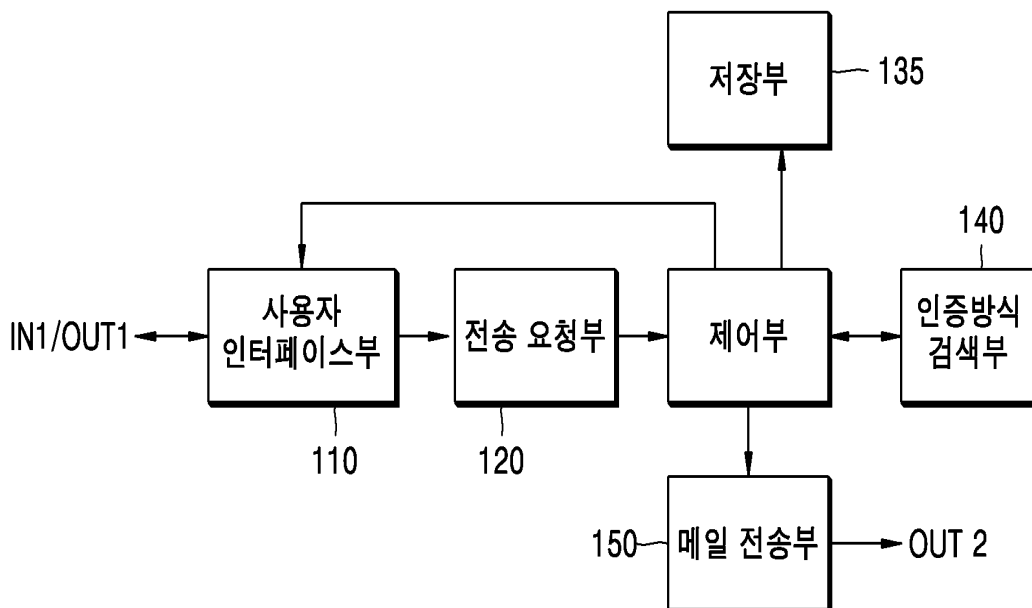 저장부
135
140
IN1/OUT1
사용자
인터페이스부
전송 요청부
제어부
인증방식
검색부
110
120
150
메일 전송부
OUT 2